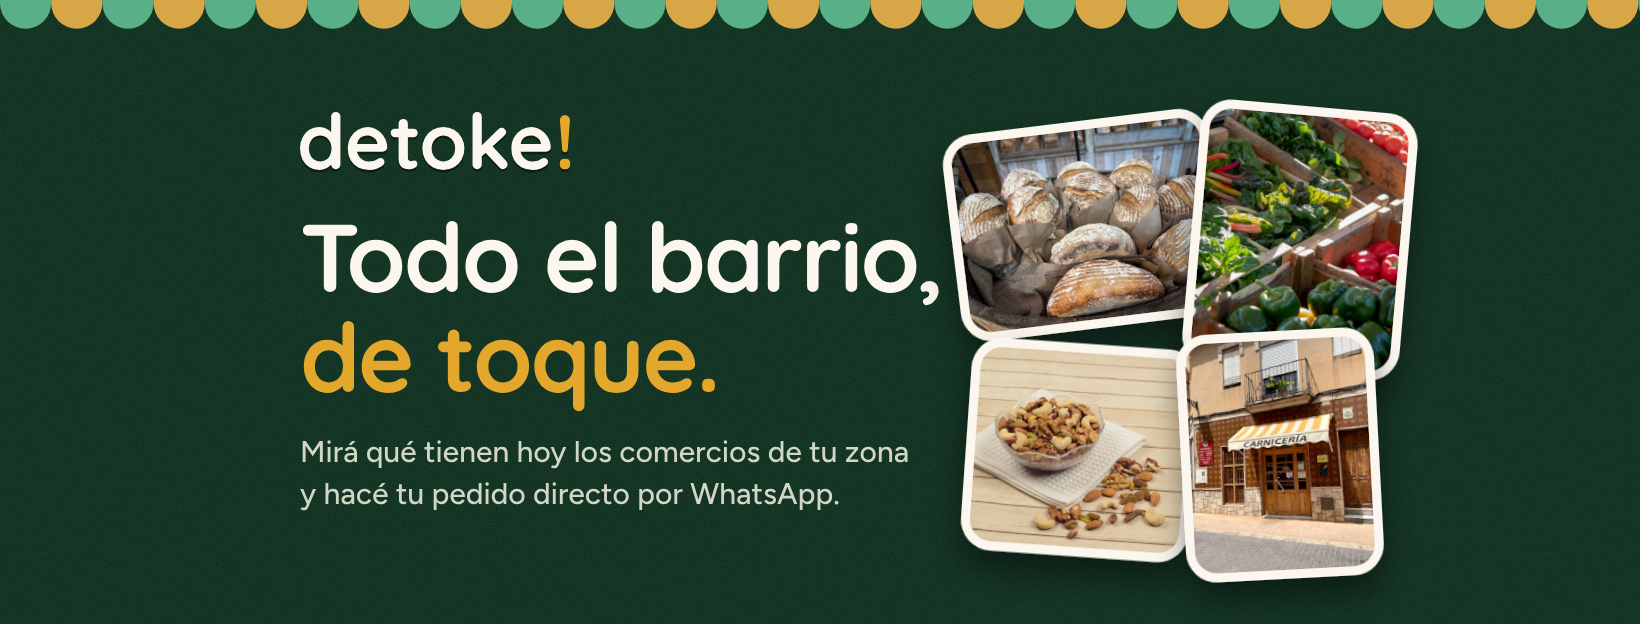 detoke!
Todo el barrio,
de toque.
Mirá qué tienen hoy los comercios de tu zona
y hacé tu pedido directo por WhatsApp.
CARNICERÍA